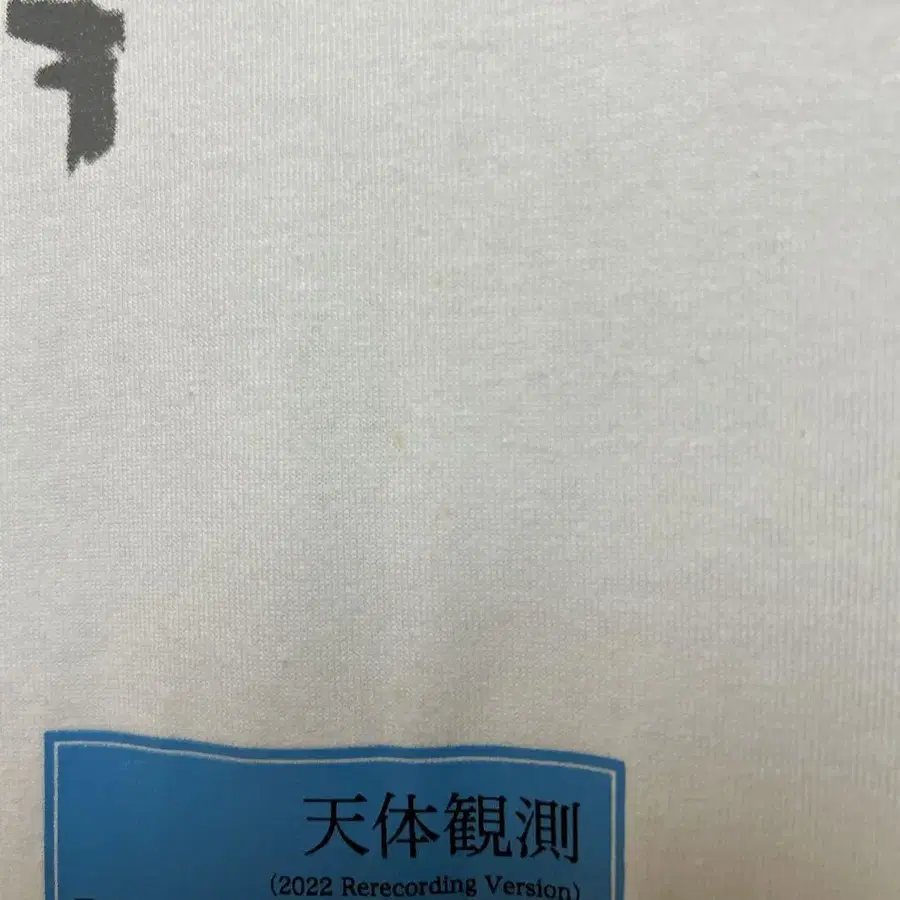 天体観測
(2022 Rerecording Version)